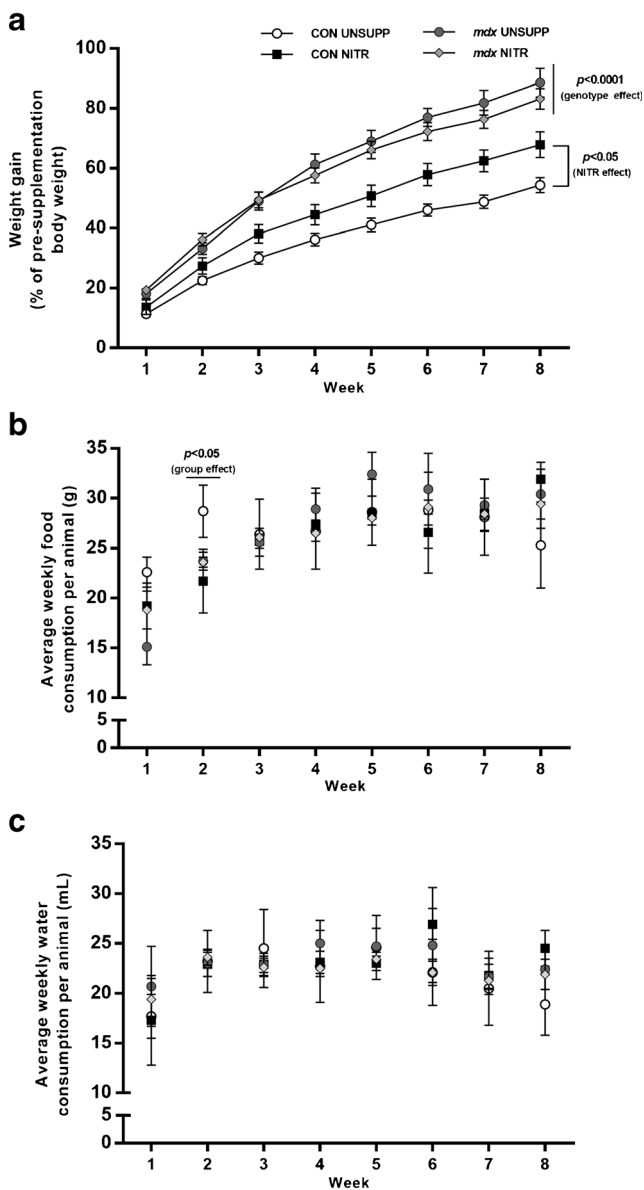 a
CON UNSUPP
mdx UNSUPP
CON NITR
mdx NITR
Weight gain
(% of pre-supplementation
body weight)
100
80
60
40
20
0
p<0.0001
(genotype effect)
p<0.05
(NITR effect)
1 2 3 4 5 6 7 8
Week
b
Average weekly food
consumption per animal (g)
35
30
25
20
15
10
5
0
p<0.05
(group effect)
1 2 3 4 5 6 7 8
Week
c
Average weekly water
consumption per animal (mL)
35
30
25
20
15
10
5
0
1 2 3 4 5 6 7 8
Week